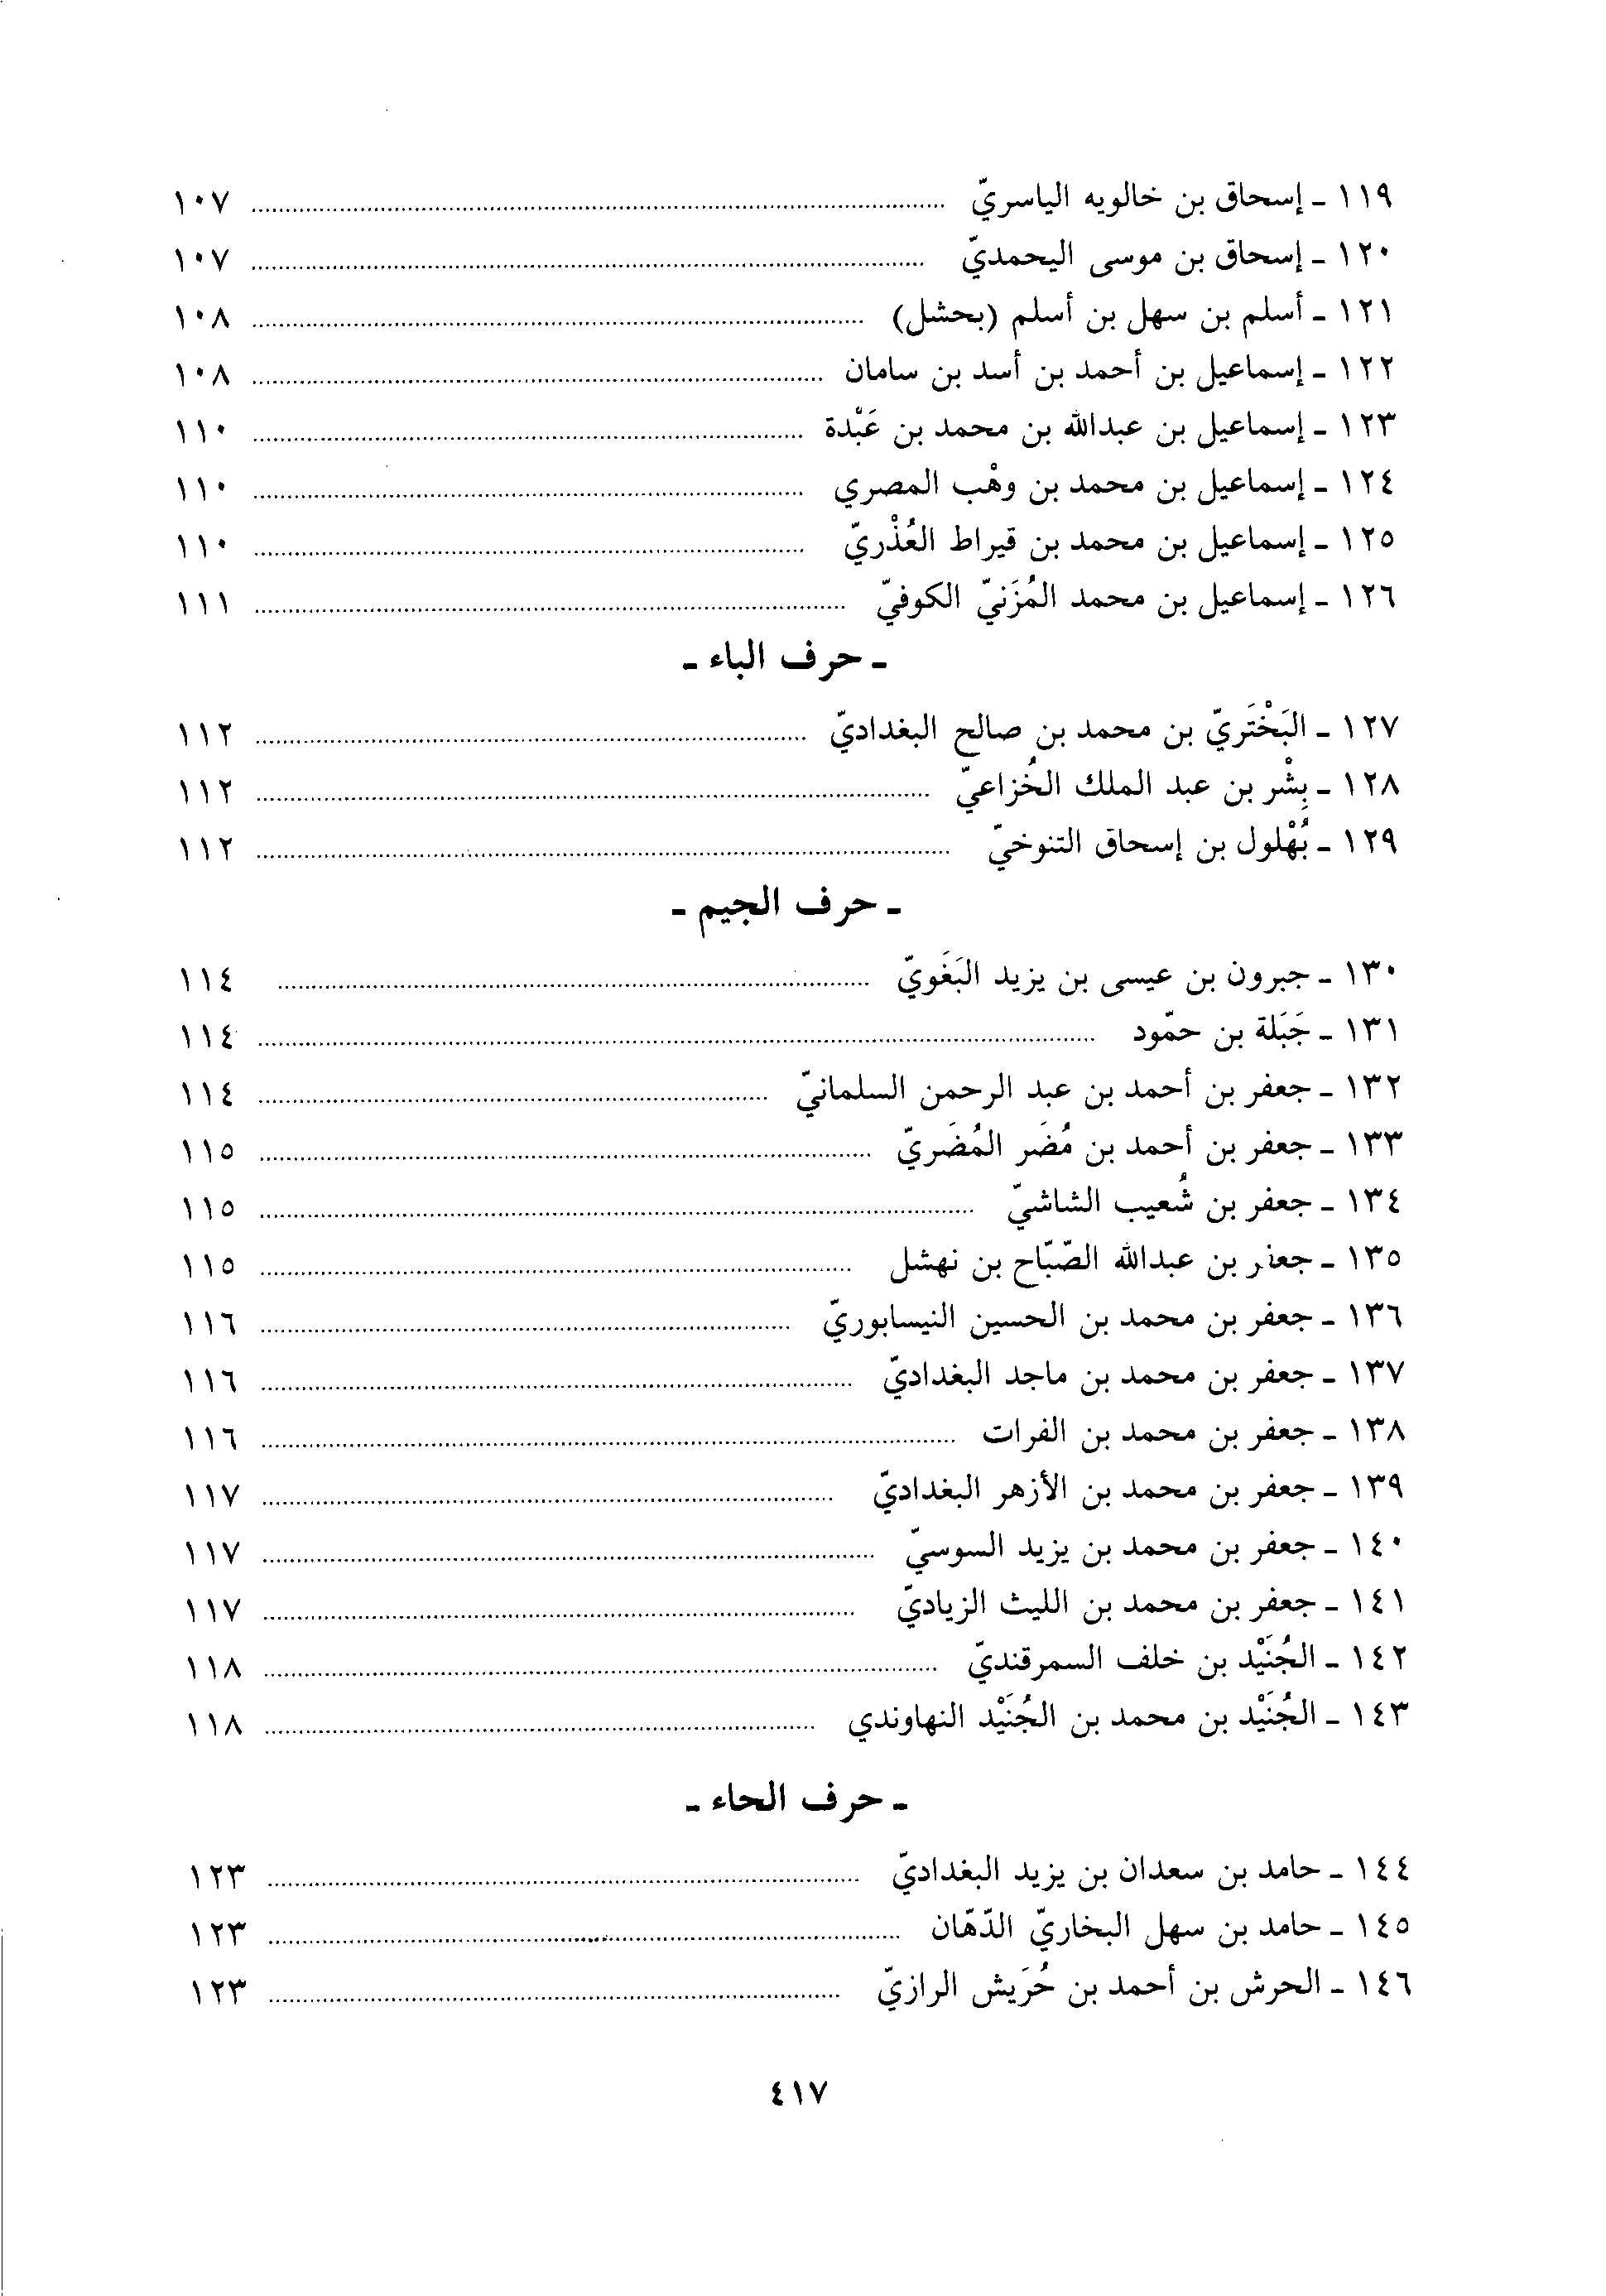 ١١٩ - إسحاق بن خالويه الياسريّ ........ ١٠٧
١٢٠ - إسحاق بن موسى اليحمديّ ........ ١٠٧
١٢١ - أسلم بن سهل بن أسلم (بحشل) ........ ١٠٨
١٢٢ - إسماعيل بن أحمد بن أسد بن سامان ........ ١٠٨
١٢٣ - إسماعيل بن عبدالله بن محمد بن عَبْدة ........ ١١٠
١٢٤ - إسماعيل بن محمد بن وهْب المصري ........ ١١٠
١٢٥ - إسماعيل بن محمد بن قيراط العُذْريّ ........ ١١٠
١٢٦ - إسماعيل بن محمد المُزَنيّ الكوفيّ ........ ١١١
- حرف الباء -
١٢٧ - البَخْتَريّ بن محمد بن صالح البغداديّ ........ ١١٢
١٢٨ - بِشْر بن عبد الملك الخُزاعيّ ........ ١١٢
١٢٩ - بُهْلول بن إسحاق التنوخيّ ........ ١١٢
- حرف الجيم -
١٣٠ - جبرون بن عيسى بن يزيد البَغَويّ ........ ١١٤
١٣١ - جَبَلة بن حمّود ........ ١١٤
١٣٢ - جعفر بن أحمد بن عبد الرحمن السلمانيّ ........ ١١٤
١٣٣ - جعفر بن أحمد بن مُضَر المُضَريّ ........ ١١٥
١٣٤ - جعفر بن شُعيب الشاشيّ ........ ١١٥
١٣٥ - جعفر بن عبدالله الصّبّاح بن نهشل ........ ١١٥
١٣٦ - جعفر بن محمد بن الحسين النيسابوريّ ........ ١١٦
١٣٧ - جعفر بن محمد بن ماجد البغداديّ ........ ١١٦
١٣٨ - جعفر بن محمد بن الفرات ........ ١١٦
١٣٩ - جعفر بن محمد بن الأزهر البغداديّ ........ ١١٧
١٤٠ - جعفر بن محمد بن يزيد السوسيّ ........ ١١٧
١٤١ - جعفر بن محمد بن الليث الزياديّ ........ ١١٧
١٤٢ - الجُنَيْد بن خلف السمرقنديّ ........ ١١٨
١٤٣ - الجُنَيْد بن محمد بن الجُنَيْد النهاوندي ........ ١١٨
- حرف الحاء -
١٤٤ - حامد بن سعدان بن يزيد البغداديّ ........ ١٢٣
١٤٥ - حامد بن سهل البخاريّ الدّهّان ........ ١٢٣
١٤٦ - الحرش بن أحمد بن حُرَيش الرازيّ ........ ١٢٣
٤١٧